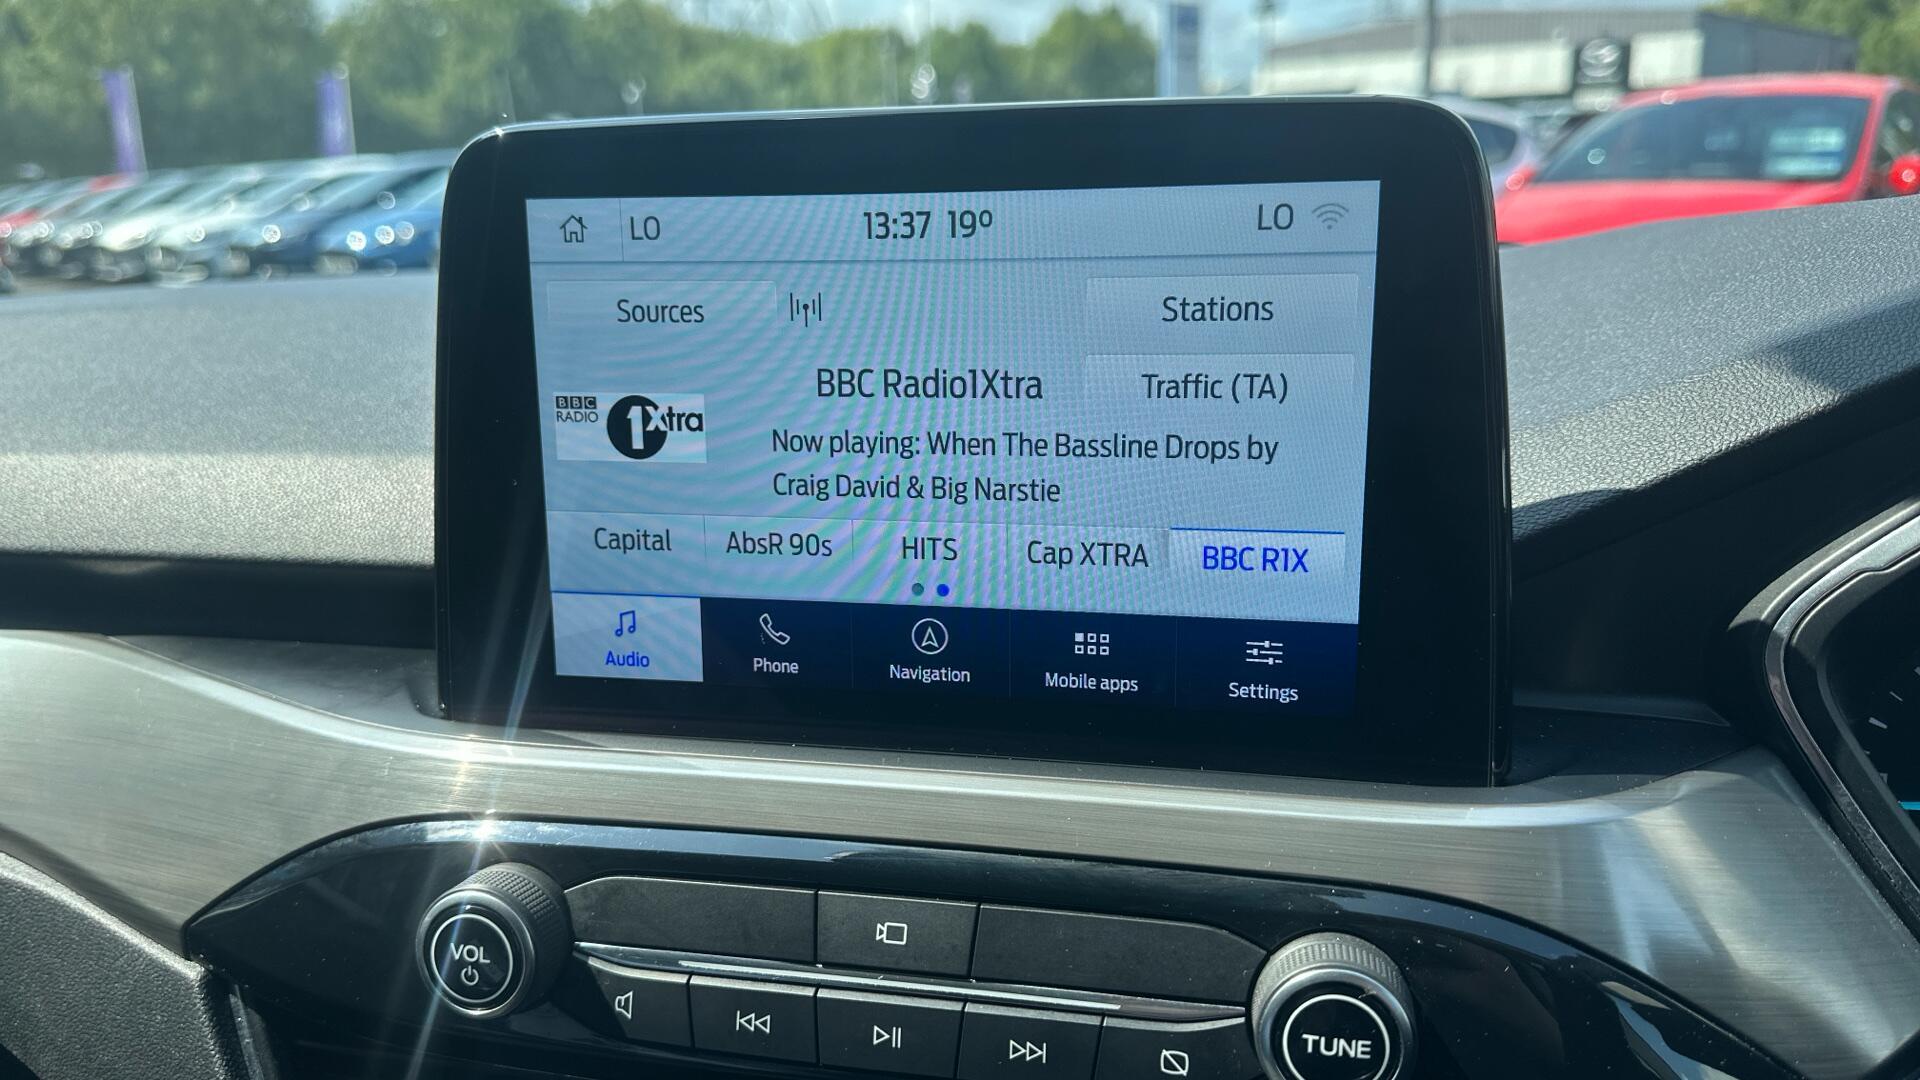 LO 13:37 19° LO
Sources Stations
BBC Radio1Xtra Traffic (TA)
BBC
RADIO 1Xtra
Now playing: When The Bassline Drops by
Craig David & Big Narstie
Capital AbsR 90s HITS Cap XTRA BBC R1X
Audio Phone Navigation Mobile apps Settings
VOL
TUNE